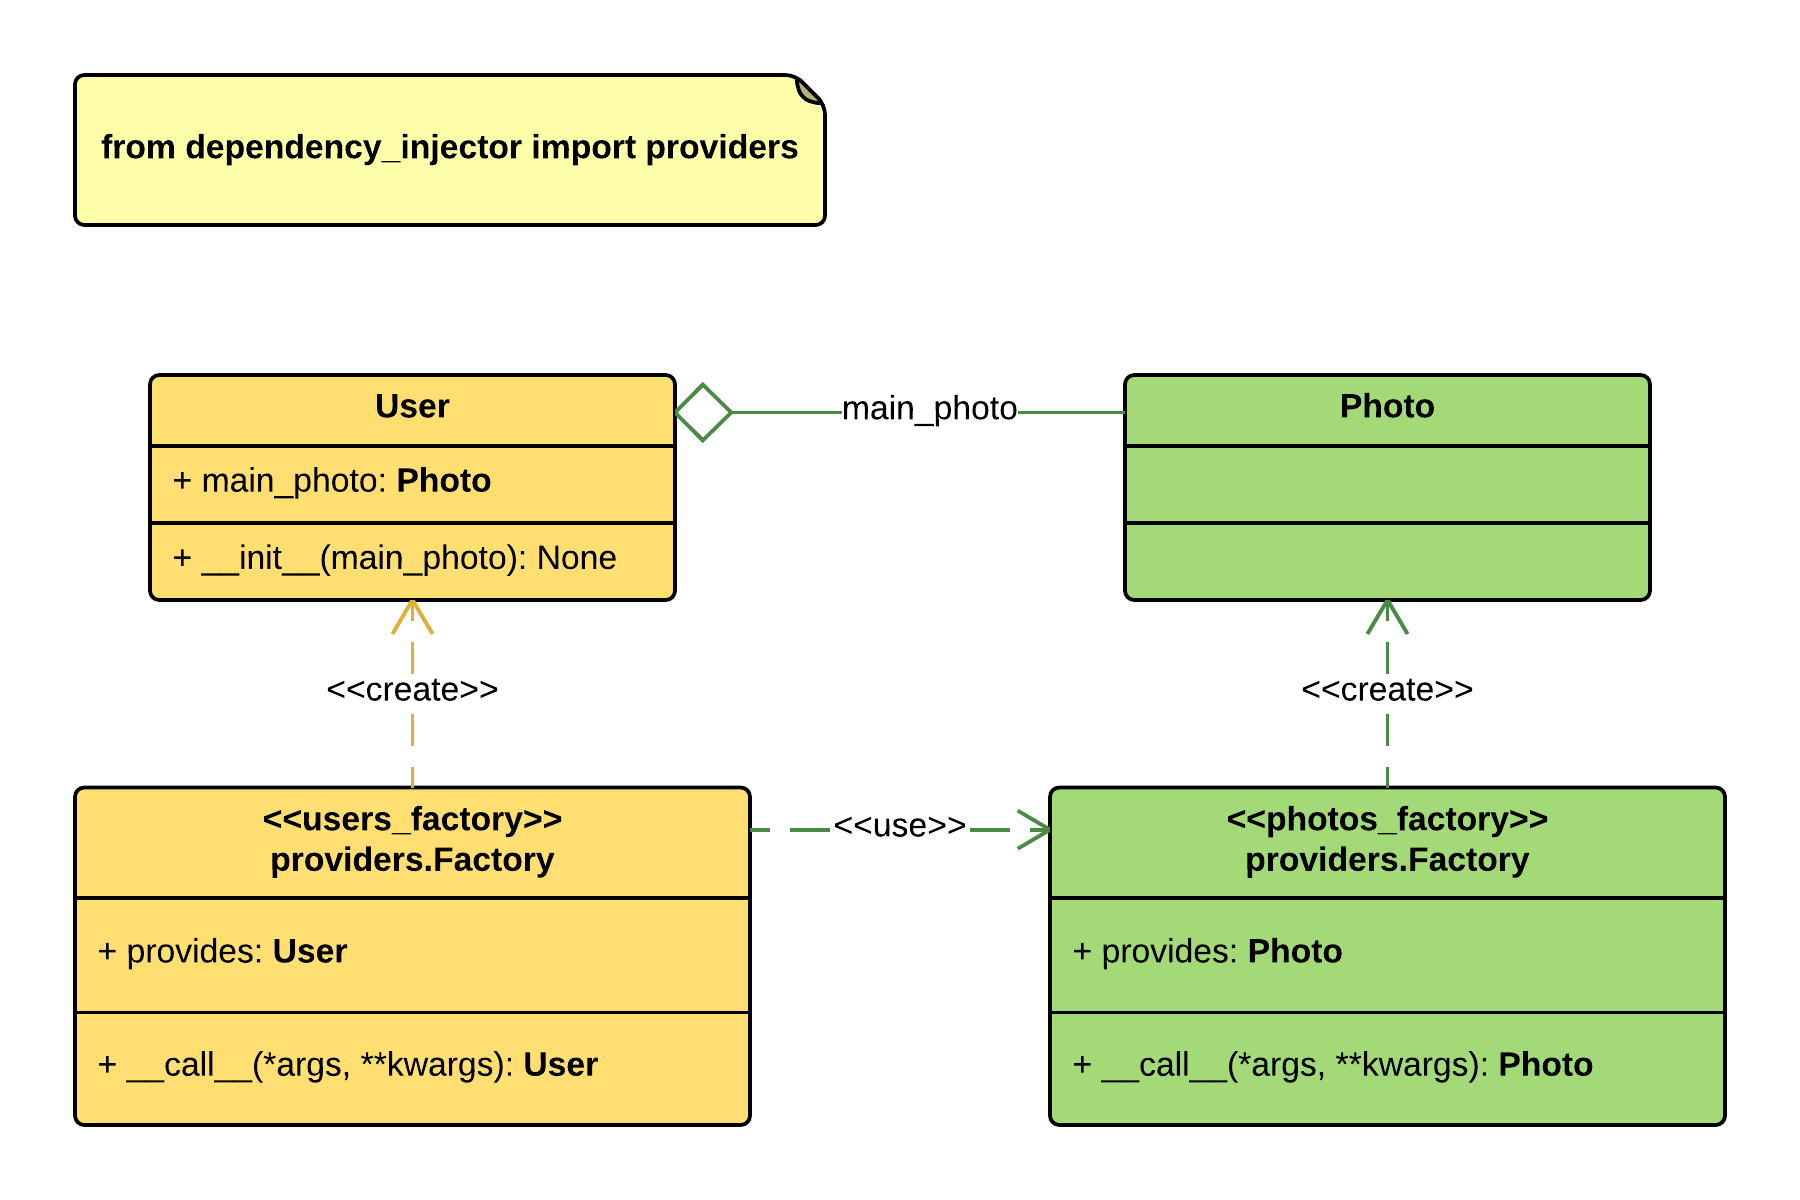 from dependency_injector import providers
User
main_photo
Photo
+ main_photo: Photo
+ __init__(main_photo): None
<<create>>
<<create>>
<<users_factory>>
providers.Factory
<<use>>
<<photos_factory>>
providers.Factory
+ provides: User
+ provides: Photo
+ __call__(*args, **kwargs): User
+ __call__(*args, **kwargs): Photo